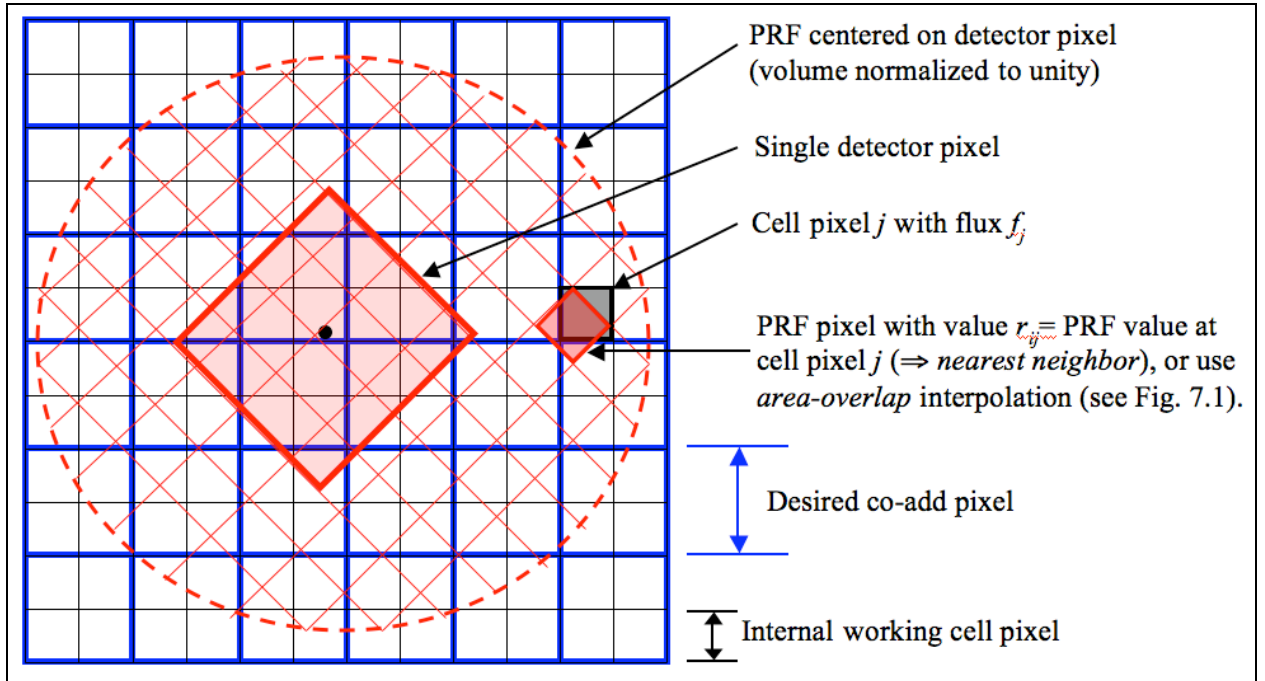 PRF centered on detector pixel
(volume normalized to unity)
Single detector pixel
Cell pixel j with flux fj
PRF pixel with value rij= PRF value at
cell pixel j (⇒ nearest neighbor), or use
area-overlap interpolation (see Fig. 7.1).
Desired co-add pixel
Internal working cell pixel